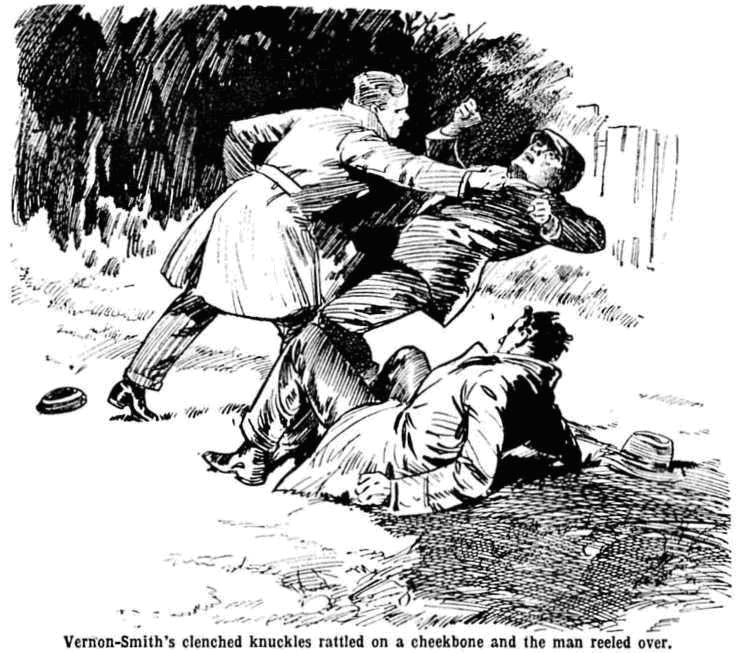 Vernon-Smith's clenched knuckles rattled on a cheekbone and the man reeled over.